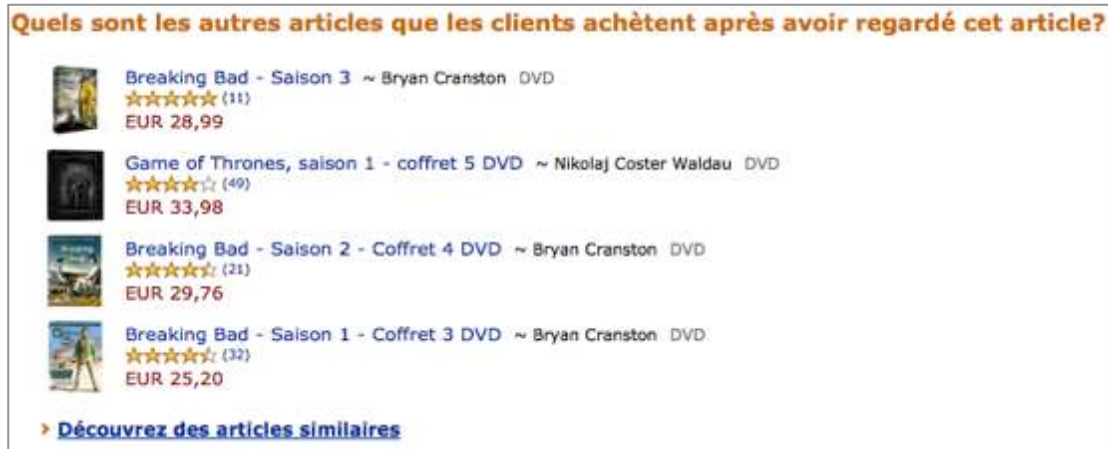 Quels sont les autres articles que les clients achètent après avoir regardé cet article?
Breaking Bad - Saison 3 ~ Bryan Cranston DVD
(11)
EUR 28,99
Game of Thrones, saison 1 - coffret 5 DVD ~ Nikolaj Coster Waldau DVD
(49)
EUR 33,98
Breaking Bad - Saison 2 - Coffret 4 DVD ~ Bryan Cranston DVD
(21)
EUR 29,76
Breaking Bad - Saison 1 - Coffret 3 DVD ~ Bryan Cranston DVD
(32)
EUR 25,20
› Découvrez des articles similaires